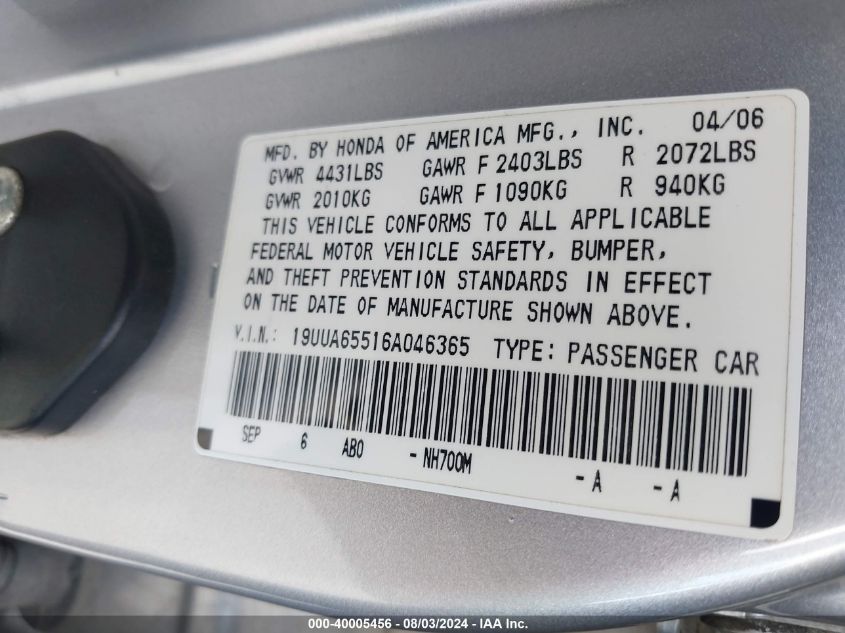 MFD. BY HONDA OF AMERICA MFG., INC. 04/06
GVWR 4431LBS GAWR F 2403LBS R 2072LBS
GVWR 2010KG GAWR F 1090KG R 940KG
THIS VEHICLE CONFORMS TO ALL APPLICABLE
FEDERAL MOTOR VEHICLE SAFETY, BUMPER,
AND THEFT PREVENTION STANDARDS IN EFFECT
ON THE DATE OF MANUFACTURE SHOWN ABOVE.
V.I.N.: 19UUA65516A046365 TYPE: PASSENGER CAR
SEP 6 AB0 - NH700M - A - A
000-40005456 - 08/03/2024 - IAA Inc.